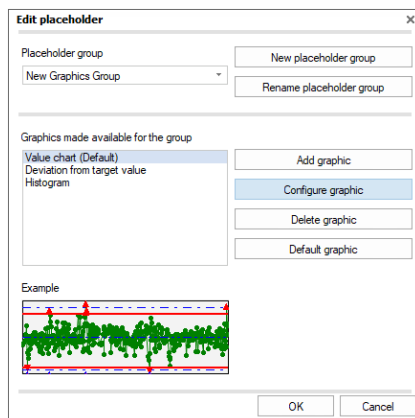 Edit placeholder
Placeholder group
New Graphics Group
New placeholder group
Rename placeholder group
Graphics made available for the group
Value chart (Default)
Deviation from target value
Histogram
Add graphic
Configure graphic
Delete graphic
Default graphic
Example
OK
Cancel